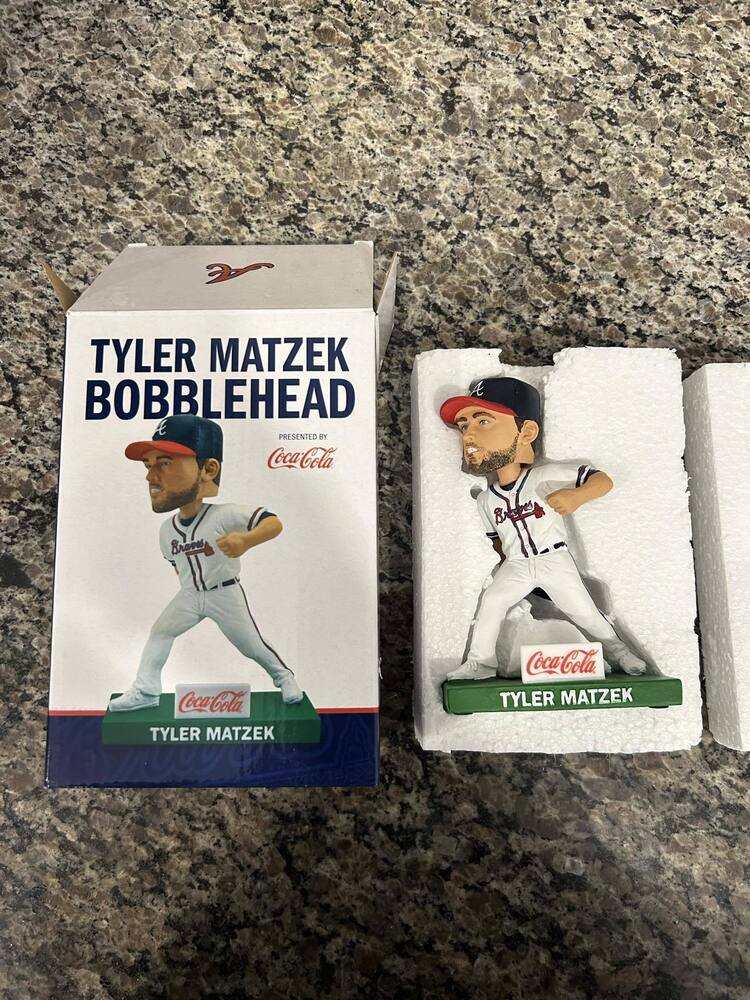 TYLER MATZEK
BOBBLEHEAD
PRESENTED BY
Coca-Cola
A
Braves
Coca-Cola
TYLER MATZEK
A
Braves
Coca-Cola
TYLER MATZEK